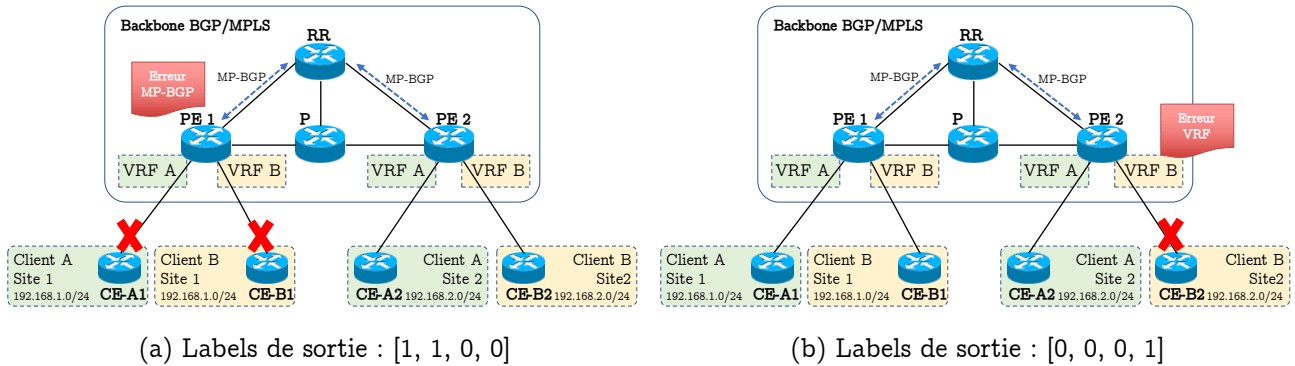 Backbone BGP/MPLS
RR
Erreur
MP-BGP
MP-BGP
MP-BGP
PE 1
P
PE 2
VRF A
VRF B
VRF A
VRF B
Client A
Site 1
192.168.1.0/24
CE-A1
Client B
Site 1
192.168.1.0/24
CE-B1
Client A
Site 2
CE-A2
192.168.2.0/24
Client B
Site2
CE-B2
192.168.2.0/24
(a) Labels de sortie : [1, 1, 0, 0]
Backbone BGP/MPLS
RR
MP-BGP
MP-BGP
PE 1
P
PE 2
Erreur
VRF
VRF A
VRF B
VRF A
VRF B
Client A
Site 1
192.168.1.0/24
CE-A1
Client B
Site 1
192.168.1.0/24
CE-B1
Client A
Site 2
CE-A2
192.168.2.0/24
Client B
Site2
CE-B2
192.168.2.0/24
(b) Labels de sortie : [0, 0, 0, 1]